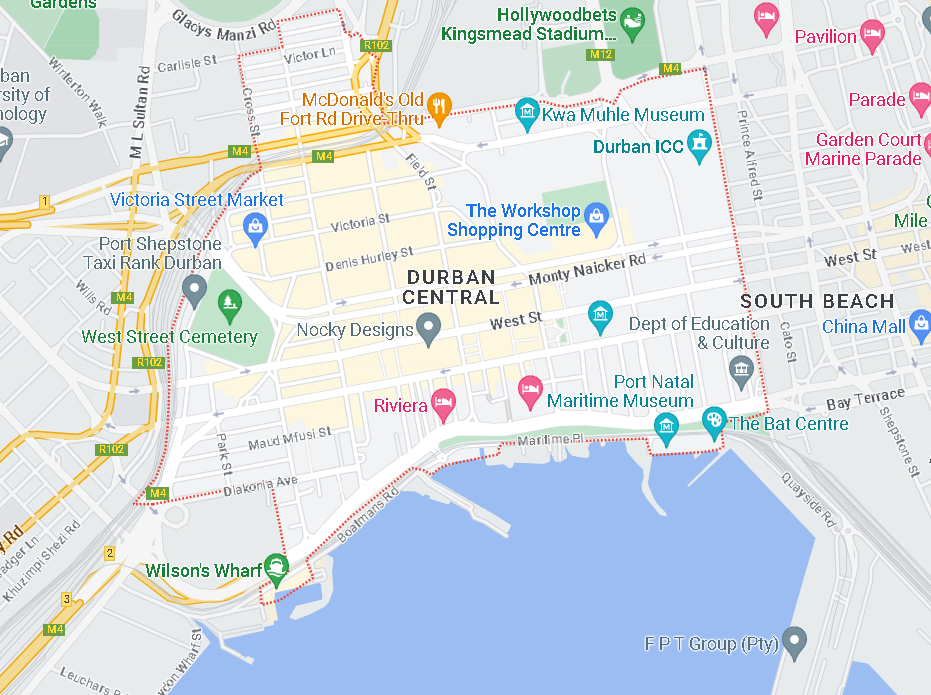 Gardens
Gladys Manzi Rd
Hollywoodbets
Kingsmead Stadium...
Pavilion
R102
M12
M4
Victor Ln
Carlisle St
Winterton Walk
M L Sultan Rd
Cross St
McDonald's Old
Fort Rd Drive-Thru
Kwa Muhle Museum
Parade
Durban ICC
Garden Court
Marine Parade
Prince Alfred St
M4
M4
Field St
1
Victoria Street Market
Victoria St
The Workshop
Shopping Centre
Mile
Port Shepstone
Taxi Rank Durban
Denis Hurley St
Monty Naicker Rd
West St
West
Wills Rd
M4
DURBAN
CENTRAL
SOUTH BEACH
West Street Cemetery
Nocky Designs
West St
Dept of Education
& Culture
Cato St
China Mall
R102
Port Natal
Maritime Museum
Riviera
Bay Terrace
The Bat Centre
Shepstone St
Maud Mfusi St
Maritime Pl
Park St
R102
Diakonia Ave
M4
Quayside Rd
Boatmans Rd
y Rd
adger Ln
Khuzimpi Shezi Rd
2
Wilson's Wharf
3
M4
F P T Group (Pty)
Leuchars R
don Wharf St